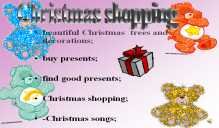 Christmas shopping
beautiful Christmas trees and
decorations;
buy presents;
find good presents;
Christmas shopping;
Christmas songs;